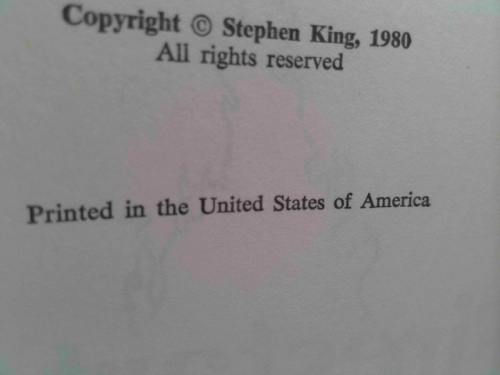 Copyright © Stephen King, 1980
All rights reserved
Printed in the United States of America